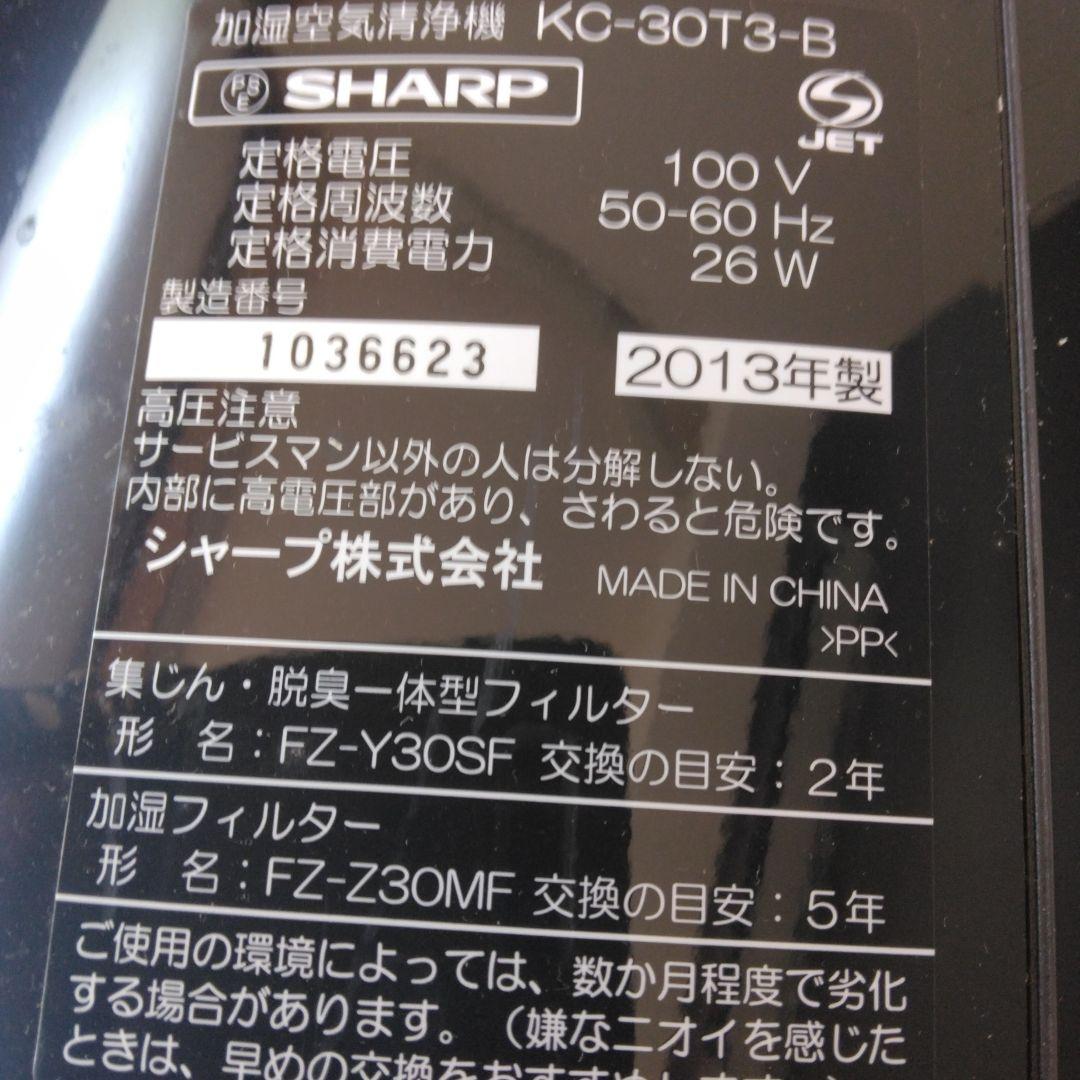 加湿空気清浄機 KC-30T3-B
PSE SHARP
JET
定格電圧 100 V
定格周波数 50-60 Hz
定格消費電力 26 W
製造番号
1036623 2013年製
高圧注意
サービスマン以外の人は分解しない。
内部に高電圧部があり、さわると危険です。
シャープ株式会社 MADE IN CHINA
>PP<
集じん・脱臭一体型フィルター
形 名：FZ-Y30SF 交換の目安：2年
加湿フィルター
形 名：FZ-Z30MF 交換の目安：5年
ご使用の環境によっては、数か月程度で劣化
する場合があります。（嫌なニオイを感じた
ときは、早めの交換をおすすめします。）